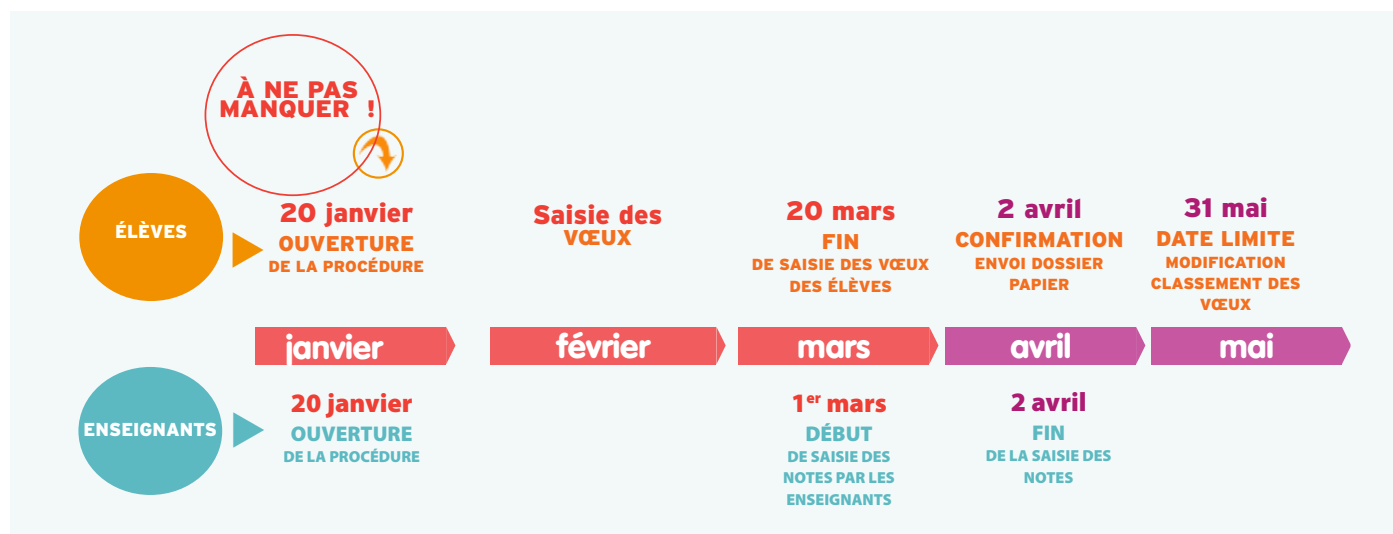 À NE PAS
MANQUER !
ÉLÈVES
20 janvier
OUVERTURE
DE LA PROCÉDURE
Saisie des
VŒUX
20 mars
FIN
DE SAISIE DES VŒUX
DES ÉLÈVES
2 avril
CONFIRMATION
ENVOI DOSSIER
PAPIER
31 mai
DATE LIMITE
MODIFICATION
CLASSEMENT DES
VŒUX
janvier
février
mars
avril
mai
ENSEIGNANTS
20 janvier
OUVERTURE
DE LA PROCÉDURE
1er mars
DÉBUT
DE SAISIE DES
NOTES PAR LES
ENSEIGNANTS
2 avril
FIN
DE LA SAISIE DES
NOTES